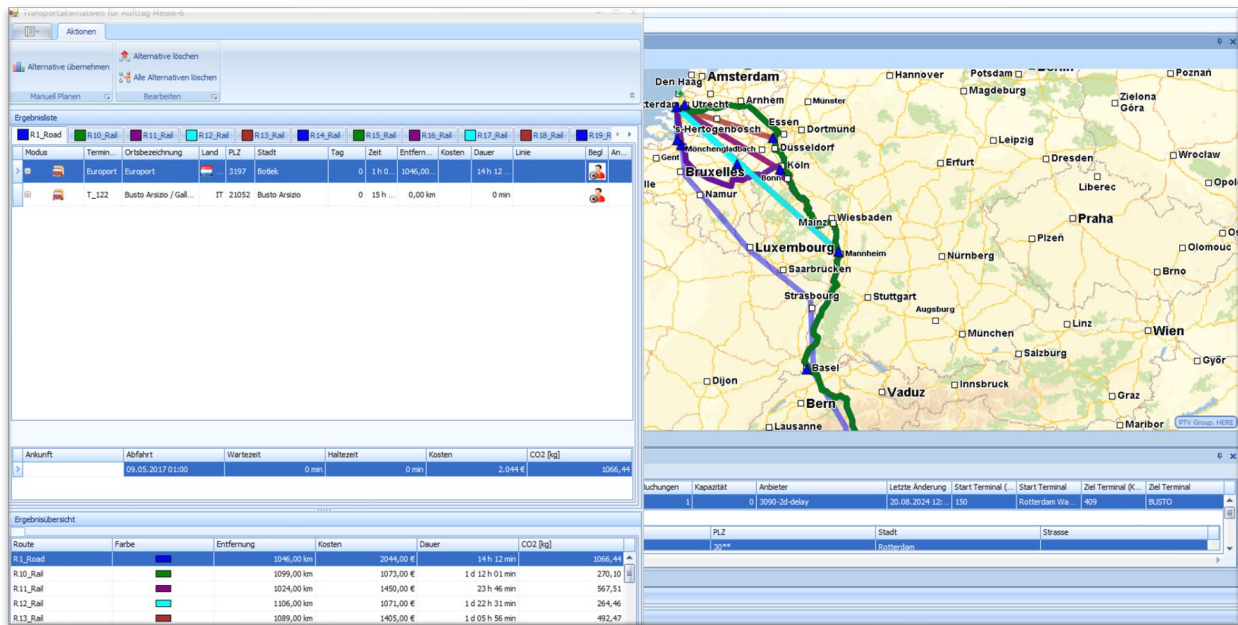 Transportalternativen für Auftrag Messe-6
Aktionen
Alternative übernehmen
Alternative löschen
Alle Alternativen löschen
Manuell Planen
Bearbeiten
Ergebnisliste
R1_Road R10_Rail R11_Rail R12_Rail R13_Rail R14_Rail R15_Rail R16_Rail R17_Rail R18_Rail R19_R
Modus Termin... Ortsbezeichnung Land PLZ Stadt Tag Zeit Entfern... Kosten Dauer Linie Begl An...
Europort Europort ... 3197 Botlek 0 1 h 0... 1046,00... 14 h 12 ...
T_122 Busto Arsizio / Gall... IT 21052 Busto Arsizio 0 15 h ... 0,00 km 0 min
Ankunft Abfahrt Wartezeit Haltezeit Kosten CO2 [kg]
09.05.2017 01:00 0 min 0 min 2.044 € 1066,44
Ergebnisübersicht
Route Farbe Entfernung Kosten Dauer CO2 [kg]
R1_Road 1046,00 km 2044,00 € 14 h 12 min 1066,44
R10_Rail 1099,00 km 1073,00 € 1 d 12 h 01 min 270,10
R11_Rail 1024,00 km 1450,00 € 23 h 46 min 567,51
R12_Rail 1106,00 km 1071,00 € 1 d 22 h 31 min 264,46
R13_Rail 1089,00 km 1405,00 € 1 d 05 h 56 min 492,47
Den Haag
Amsterdam
Hannover
Potsdam
Poznań
Magdeburg
Utrecht
Arnhem
Münster
Zielona
Góra
Essen
's-Hertogenbosch
Dortmund
Leipzig
Mönchengladbach
Düsseldorf
Gent
Köln
Erfurt
Dresden
Wrocław
Bruxelles
Bonn
Liberec
Opol
Namur
Mainz
Wiesbaden
Praha
Plzeň
Luxembourg
Mannheim
Nürnberg
Olomouc
Saarbrücken
Brno
Strasbourg
Stuttgart
Augsburg
Linz
München
Wien
Salzburg
Győr
Basel
Dijon
Vaduz
Innsbruck
Graz
Bern
Lausanne
Maribor
PTV Group, HERE
Buchungen Kapazität Anbieter Letzte Änderung Start Terminal (... Start Terminal Ziel Terminal (K... Ziel Terminal
1 0 3090-2d-delay 20.08.2024 12:... 150 Rotterdam Wa... 409 BUSTO
PLZ Stadt Strasse
30** Rotterdam